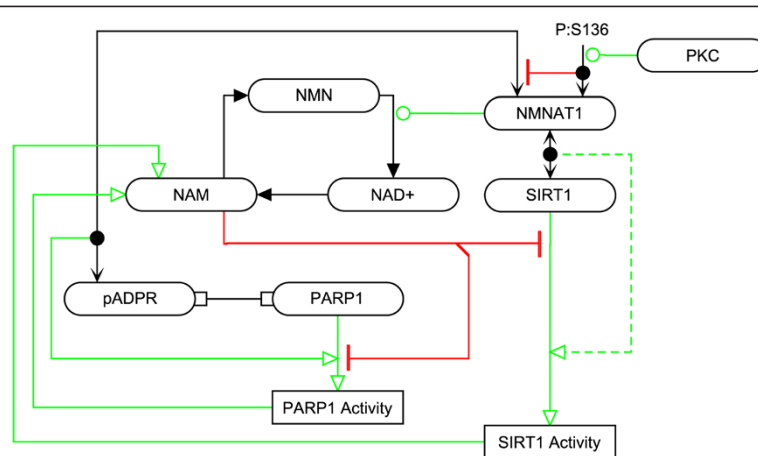 P:S136
PKC
NMN
NMNAT1
NAM
NAD+
SIRT1
pADPR
PARP1
PARP1 Activity
SIRT1 Activity